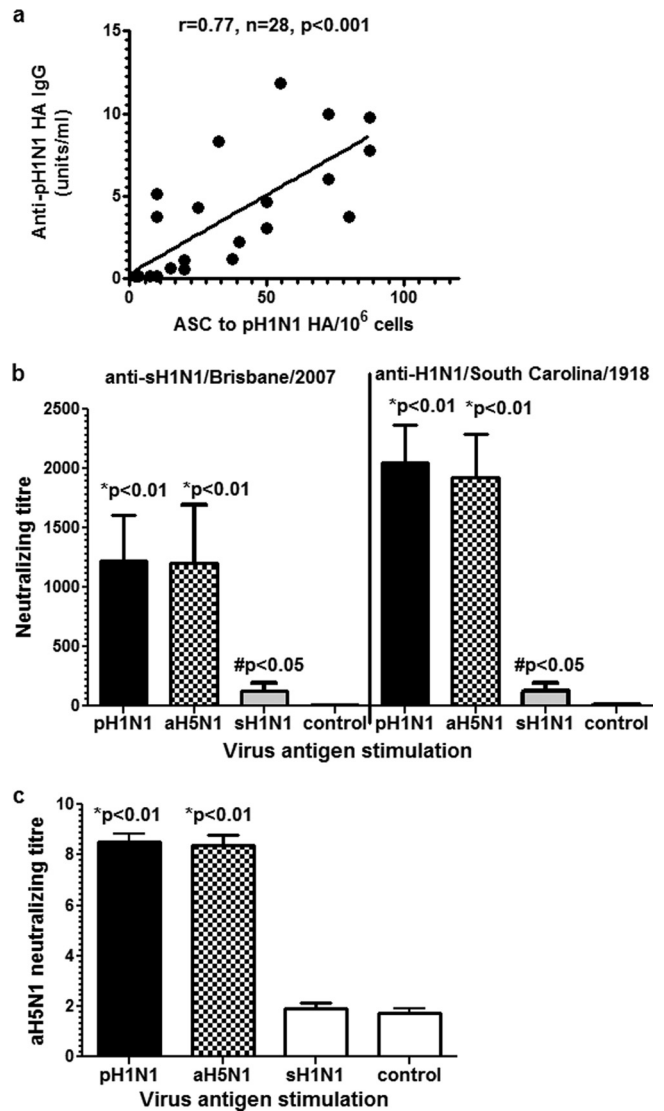 a
r=0.77, n=28, p<0.001
Anti-pH1N1 HA IgG
(units/ml)
15
10
5
0
0 50 100
ASC to pH1N1 HA/10⁶ cells
b
anti-sH1N1/Brisbane/2007 anti-H1N1/South Carolina/1918
Neutralizing titre
2500
2000
1500
1000
500
0
*p<0.01 *p<0.01 #p<0.05 *p<0.01 *p<0.01 #p<0.05
pH1N1 aH5N1 sH1N1 control pH1N1 aH5N1 sH1N1 control
Virus antigen stimulation
c
aH5N1 neutralizing titre
10
8
6
4
2
0
*p<0.01 *p<0.01
pH1N1 aH5N1 sH1N1 control
Virus antigen stimulation